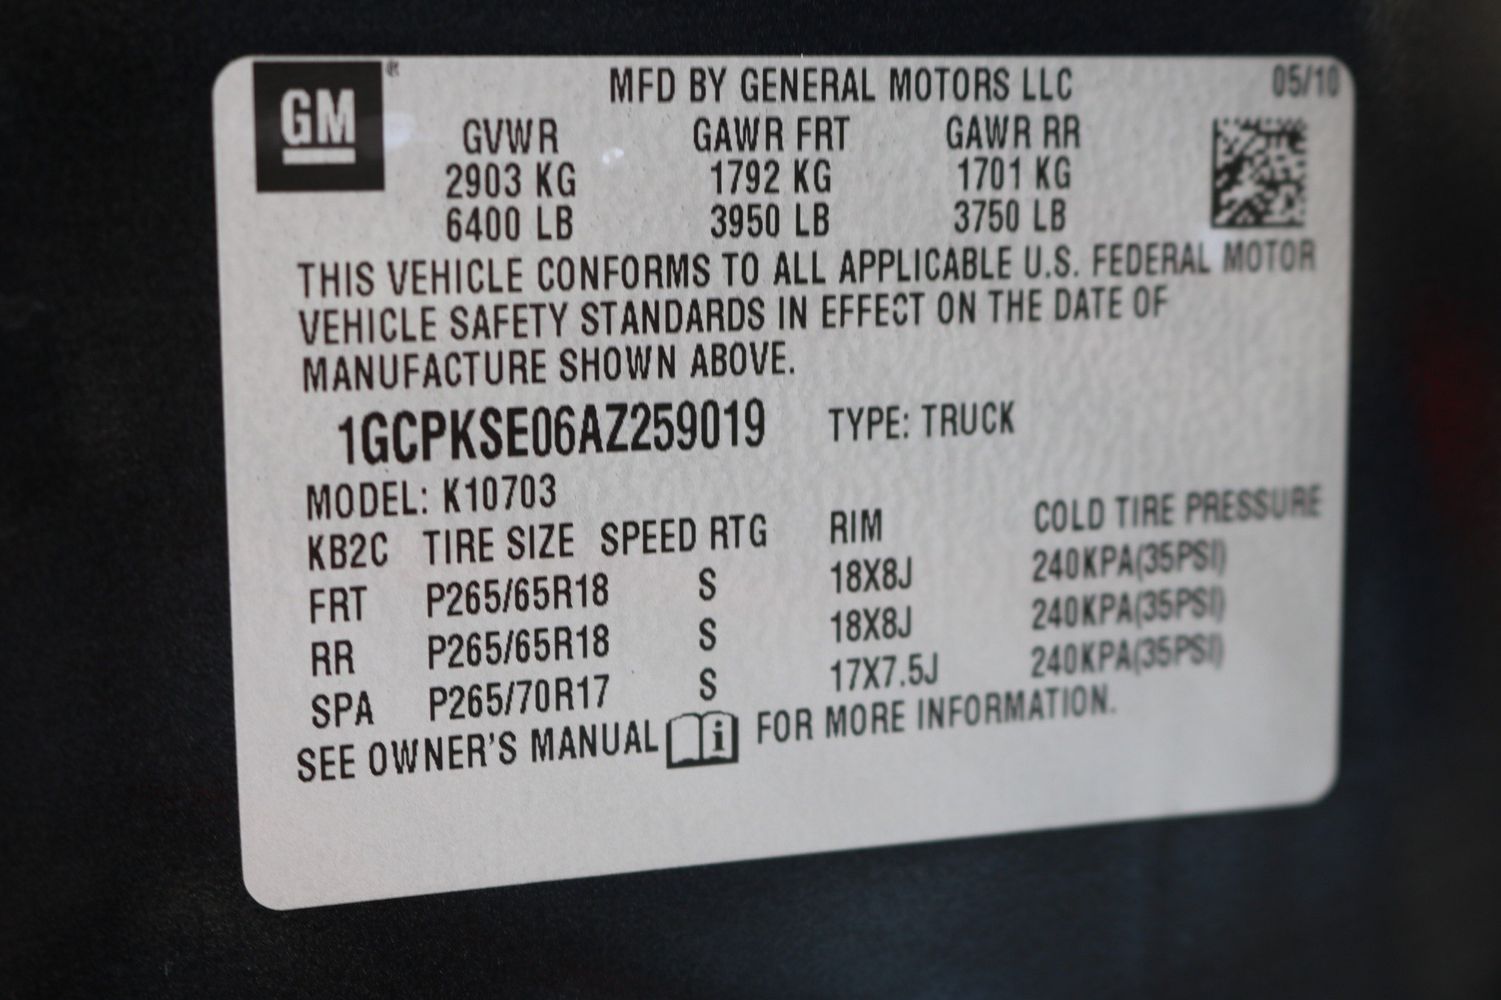 GM ®
MFD BY GENERAL MOTORS LLC 05/10
GVWR GAWR FRT GAWR RR
2903 KG 1792 KG 1701 KG
6400 LB 3950 LB 3750 LB
THIS VEHICLE CONFORMS TO ALL APPLICABLE U.S. FEDERAL MOTOR
VEHICLE SAFETY STANDARDS IN EFFECT ON THE DATE OF
MANUFACTURE SHOWN ABOVE.
1GCPKSE06AZ259019 TYPE: TRUCK
MODEL: K10703
KB2C TIRE SIZE SPEED RTG RIM COLD TIRE PRESSURE
FRT P265/65R18 S 18X8J 240KPA(35PSI)
RR P265/65R18 S 18X8J 240KPA(35PSI)
SPA P265/70R17 S 17X7.5J 240KPA(35PSI)
SEE OWNER'S MANUAL i FOR MORE INFORMATION.